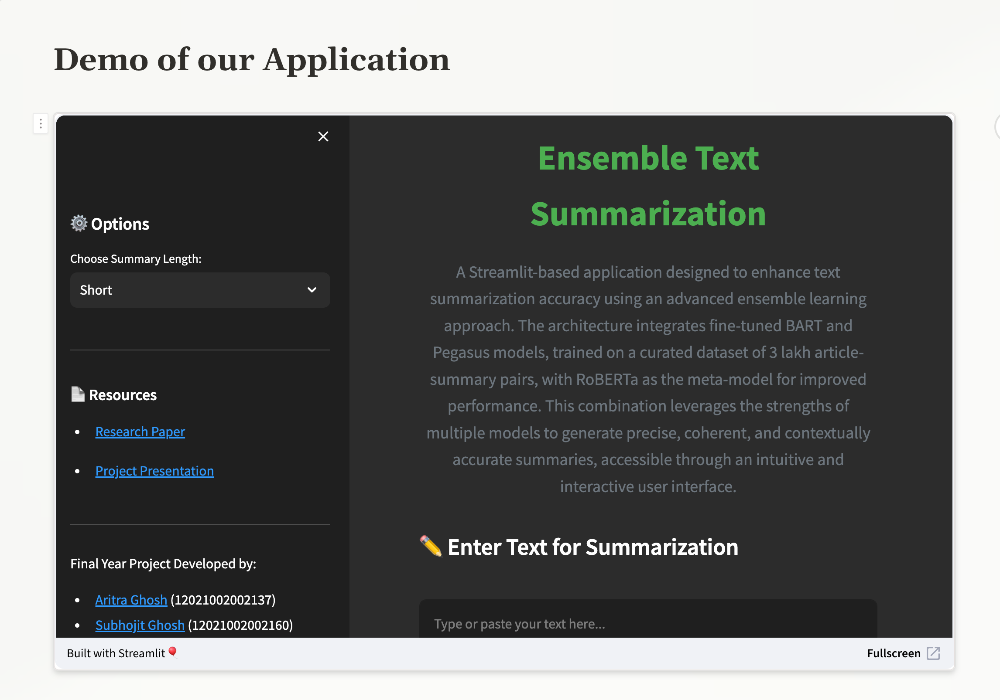 Demo of our Application
Options
Choose Summary Length:
Short
Resources
Research Paper
Project Presentation
Final Year Project Developed by:
Aritra Ghosh (12021002002137)
Subhojit Ghosh (12021002002160)
Ensemble Text
Summarization
A Streamlit-based application designed to enhance text
summarization accuracy using an advanced ensemble learning
approach. The architecture integrates fine-tuned BART and
Pegasus models, trained on a curated dataset of 3 lakh article-
summary pairs, with RoBERTa as the meta-model for improved
performance. This combination leverages the strengths of
multiple models to generate precise, coherent, and contextually
accurate summaries, accessible through an intuitive and
interactive user interface.
Enter Text for Summarization
Type or paste your text here...
Built with Streamlit
Fullscreen